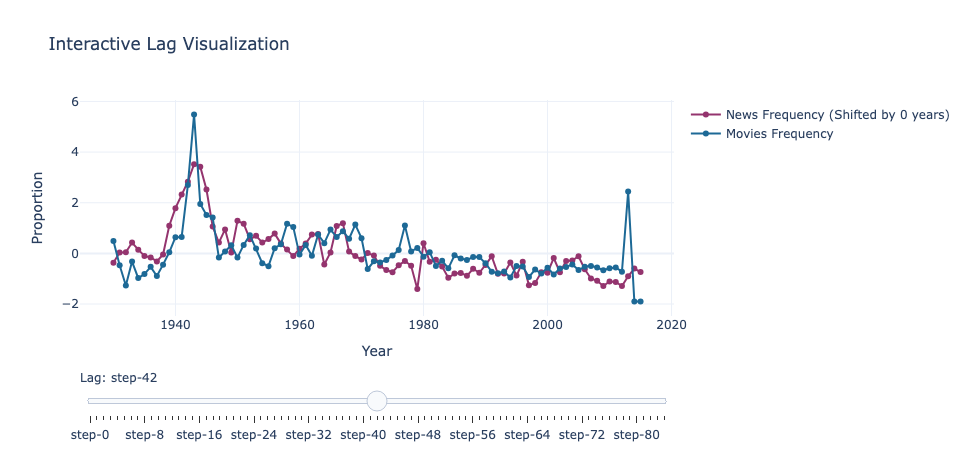 Interactive Lag Visualization
6
4
2
0
−2
Proportion
1940 1960 1980 2000 2020
Year
News Frequency (Shifted by 0 years)
Movies Frequency
Lag: step-42
step-0 step-8 step-16 step-24 step-32 step-40 step-48 step-56 step-64 step-72 step-80